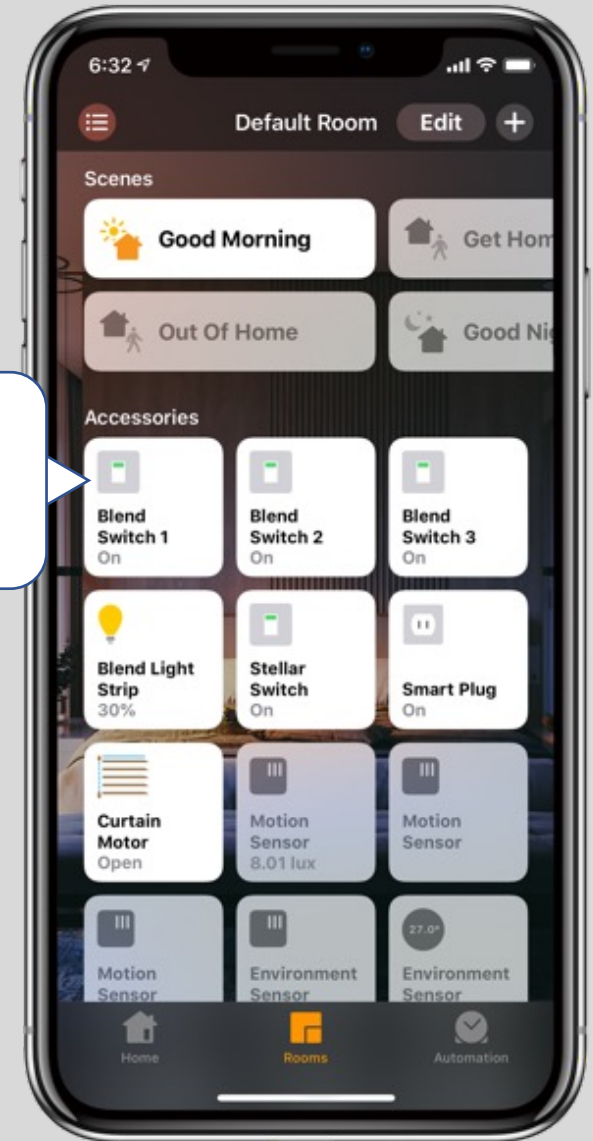 6:32
Default Room Edit +
Scenes
Good Morning
Get Hom
Out Of Home
Good Nig
Accessories
Blend
Switch 1
On
Blend
Switch 2
On
Blend
Switch 3
On
Blend Light
Strip
30%
Stellar
Switch
On
Smart Plug
On
Curtain
Motor
Open
Motion
Sensor
8.01 lux
Motion
Sensor
Motion
Sensor
Environment
Sensor
27.0°
Environment
Sensor
Home
Rooms
Automation